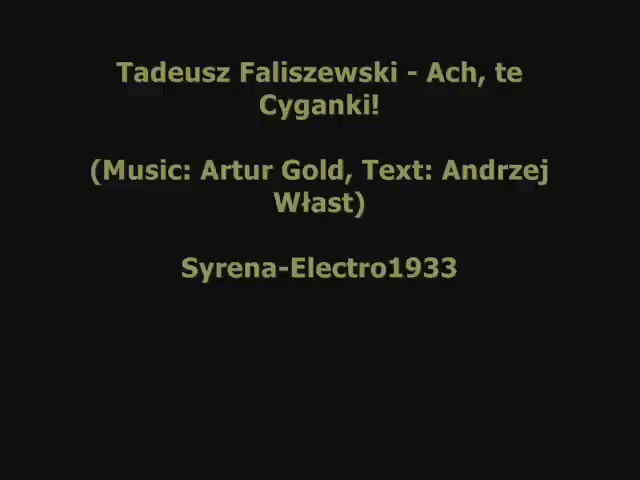 Tadeusz Faliszewski - Ach, te
Cyganki!
(Music: Artur Gold, Text: Andrzej
Włast)
Syrena-Electro1933